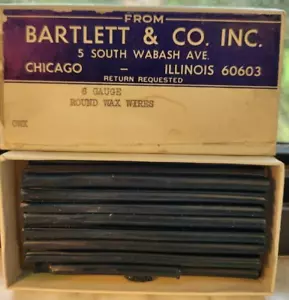 FROM
BARTLETT & CO. INC.
5 SOUTH WABASH AVE.
CHICAGO – ILLINOIS 60603
RETURN REQUESTED
6 GAUGE
ROUND WAX WIRES